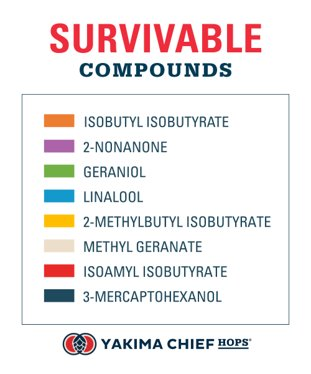 SURVIVABLE
COMPOUNDS
ISOBUTYL ISOBUTYRATE
2-NONANONE
GERANIOL
LINALOOL
2-METHYLBUTYL ISOBUTYRATE
METHYL GERANATE
ISOAMYL ISOBUTYRATE
3-MERCAPTOHEXANOL
YAKIMA CHIEF HOPS®